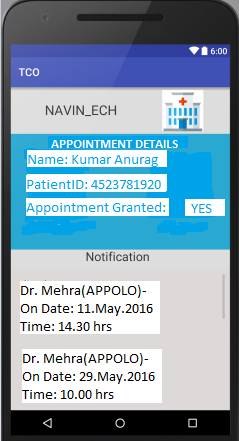 6:00
TCO
NAVIN_ECH
APPOINTMENT DETAILS
Name: Kumar Anurag
PatientID: 4523781920
Appointment Granted: YES
Notification
Dr. Mehra(APPOLO)-
On Date: 11.May.2016
Time: 14.30 hrs
Dr. Mehra(APPOLO)-
On Date: 29.May.2016
Time: 10.00 hrs